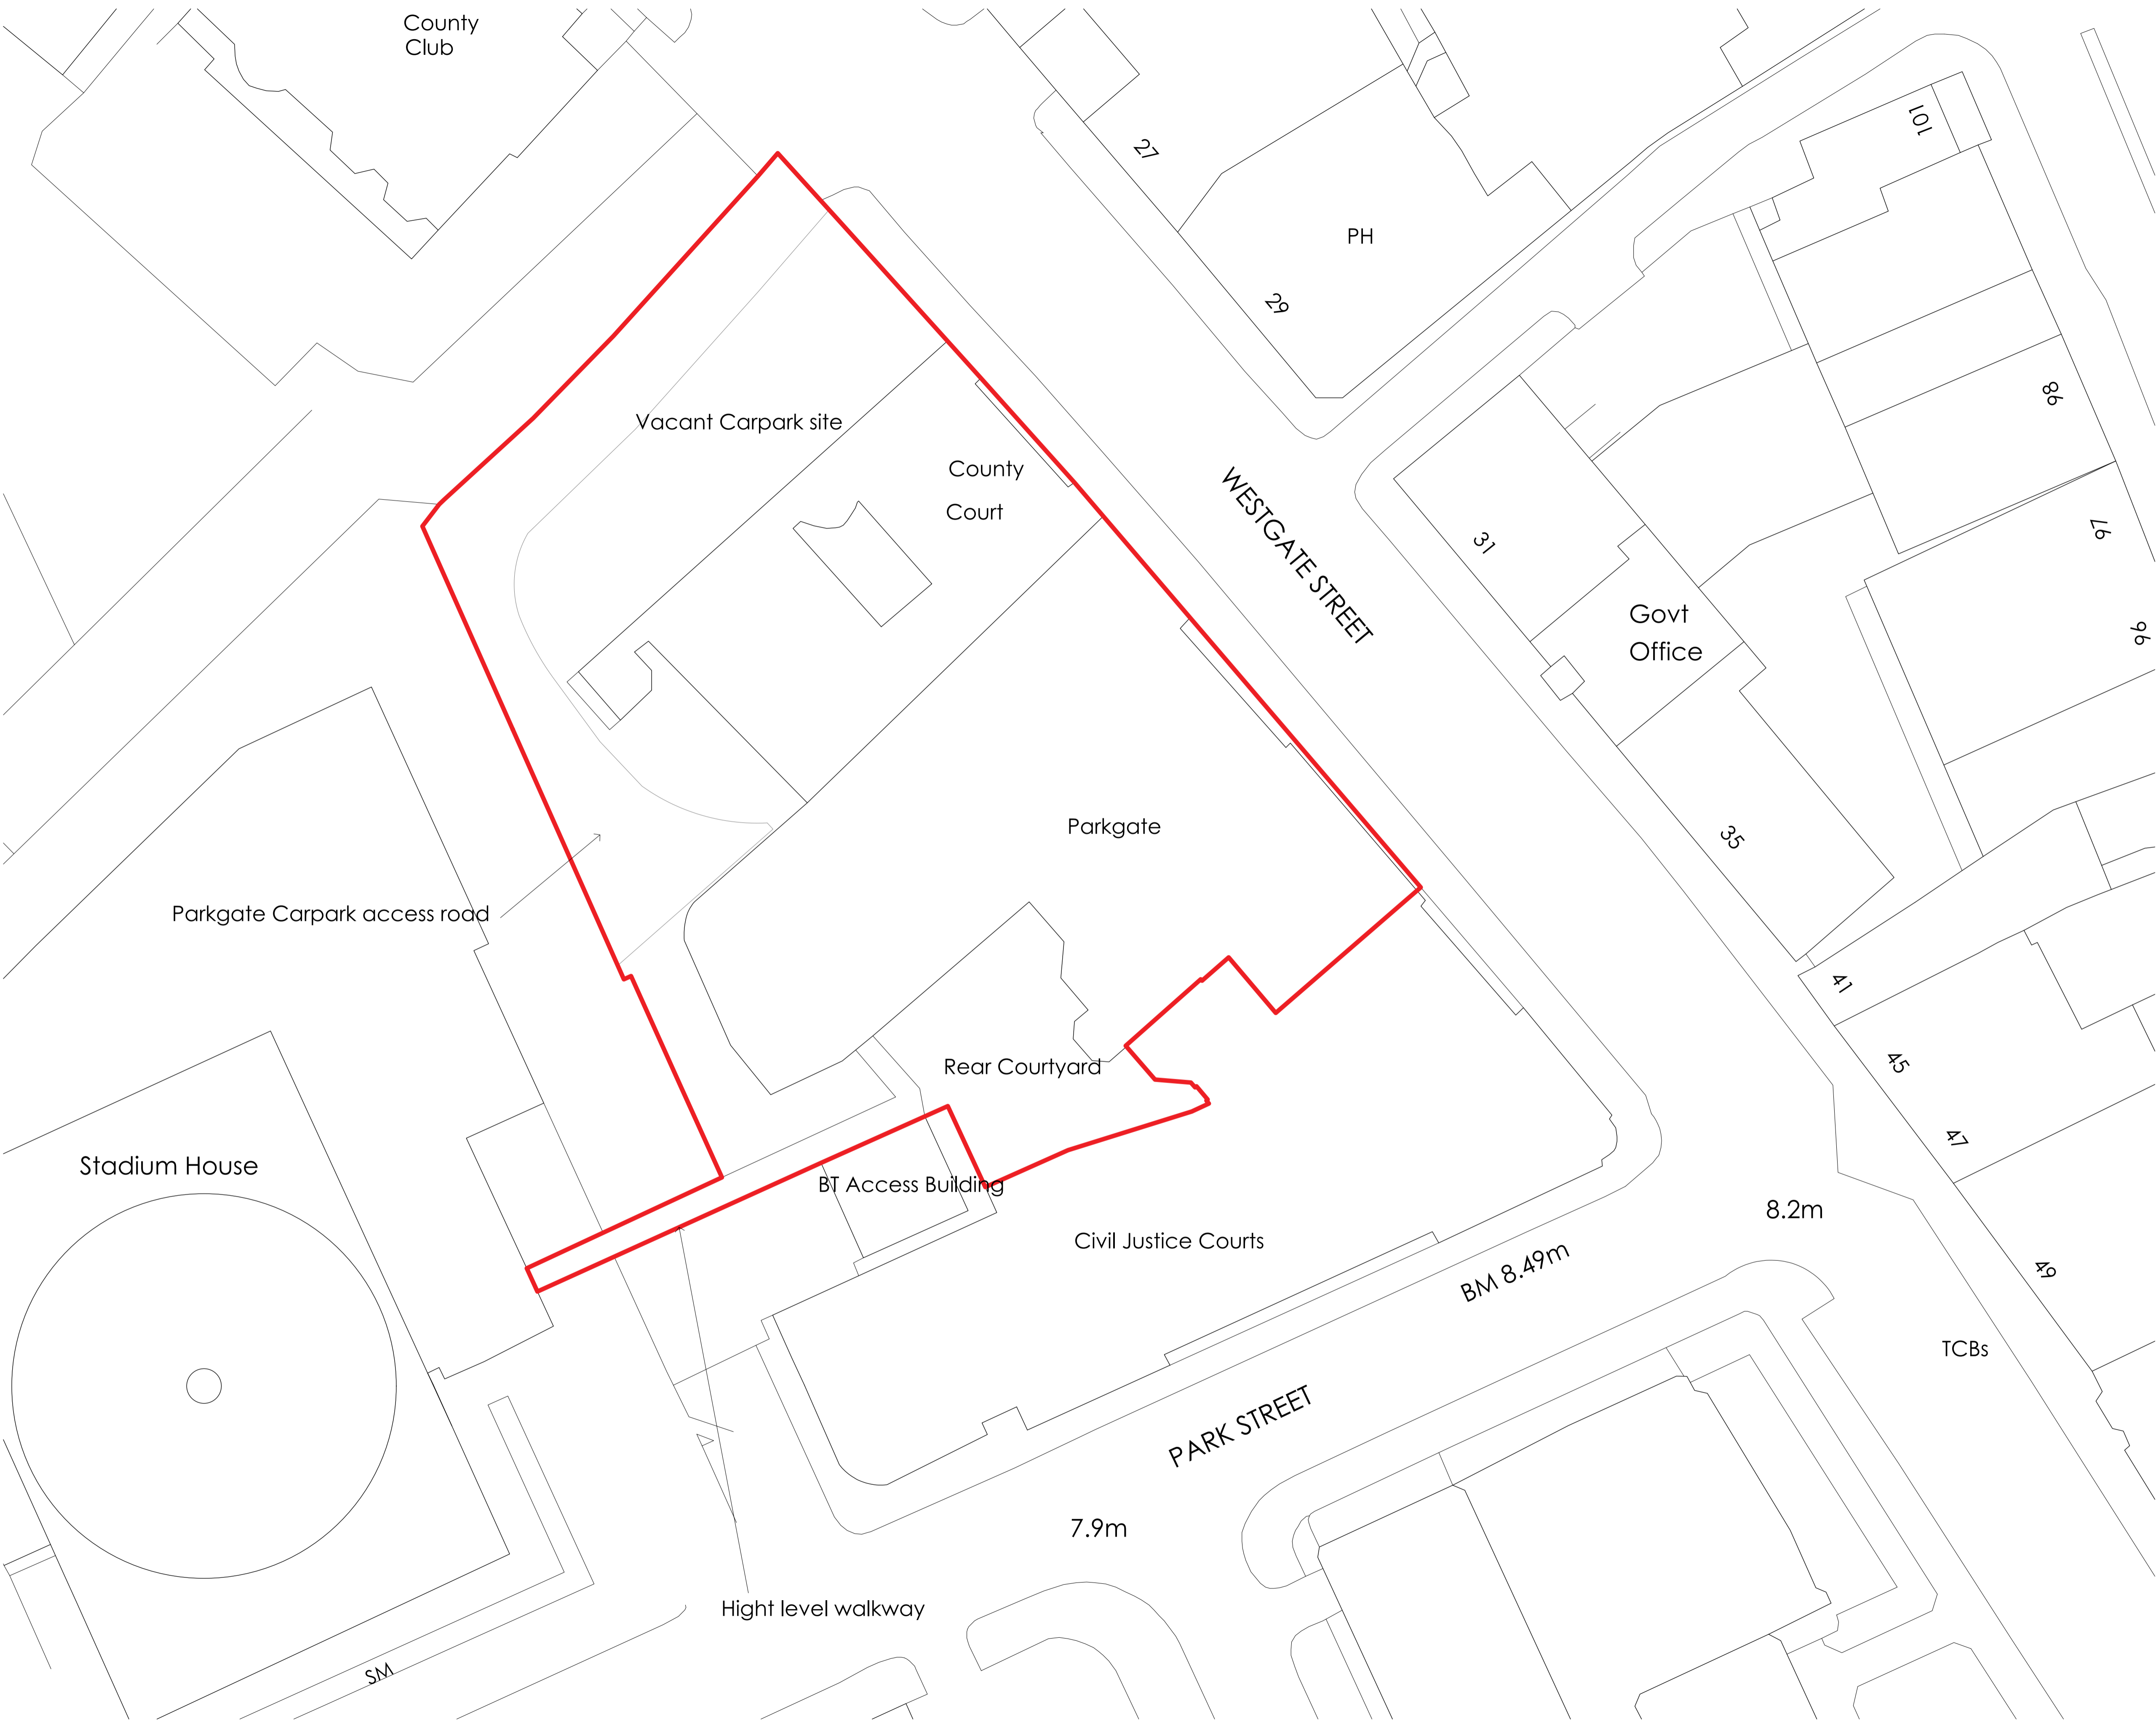 County
Club
101
27
PH
29
98
Vacant Carpark site
County
Court
WESTGATE STREET
31
97
Govt
Office
96
Parkgate
35
Parkgate Carpark access road
41
Rear Courtyard
45
47
Stadium House
BT Access Building
8.2m
Civil Justice Courts
BM 8.49m
49
TCBs
PARK STREET
7.9m
Hight level walkway
SM